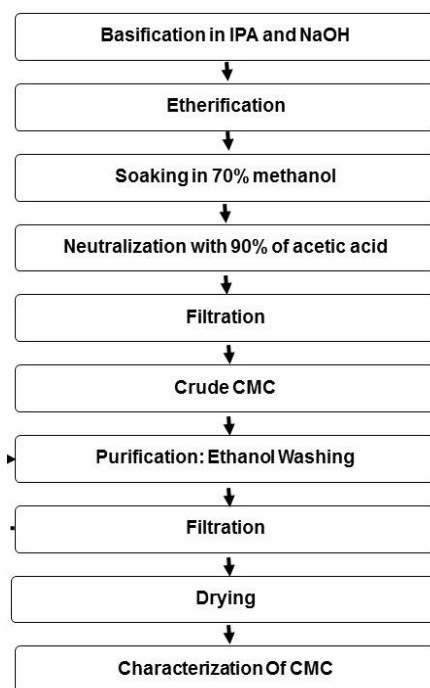 Basification in IPA and NaOH
Etherification
Soaking in 70% methanol
Neutralization with 90% of acetic acid
Filtration
Crude CMC
Purification: Ethanol Washing
Filtration
Drying
Characterization Of CMC